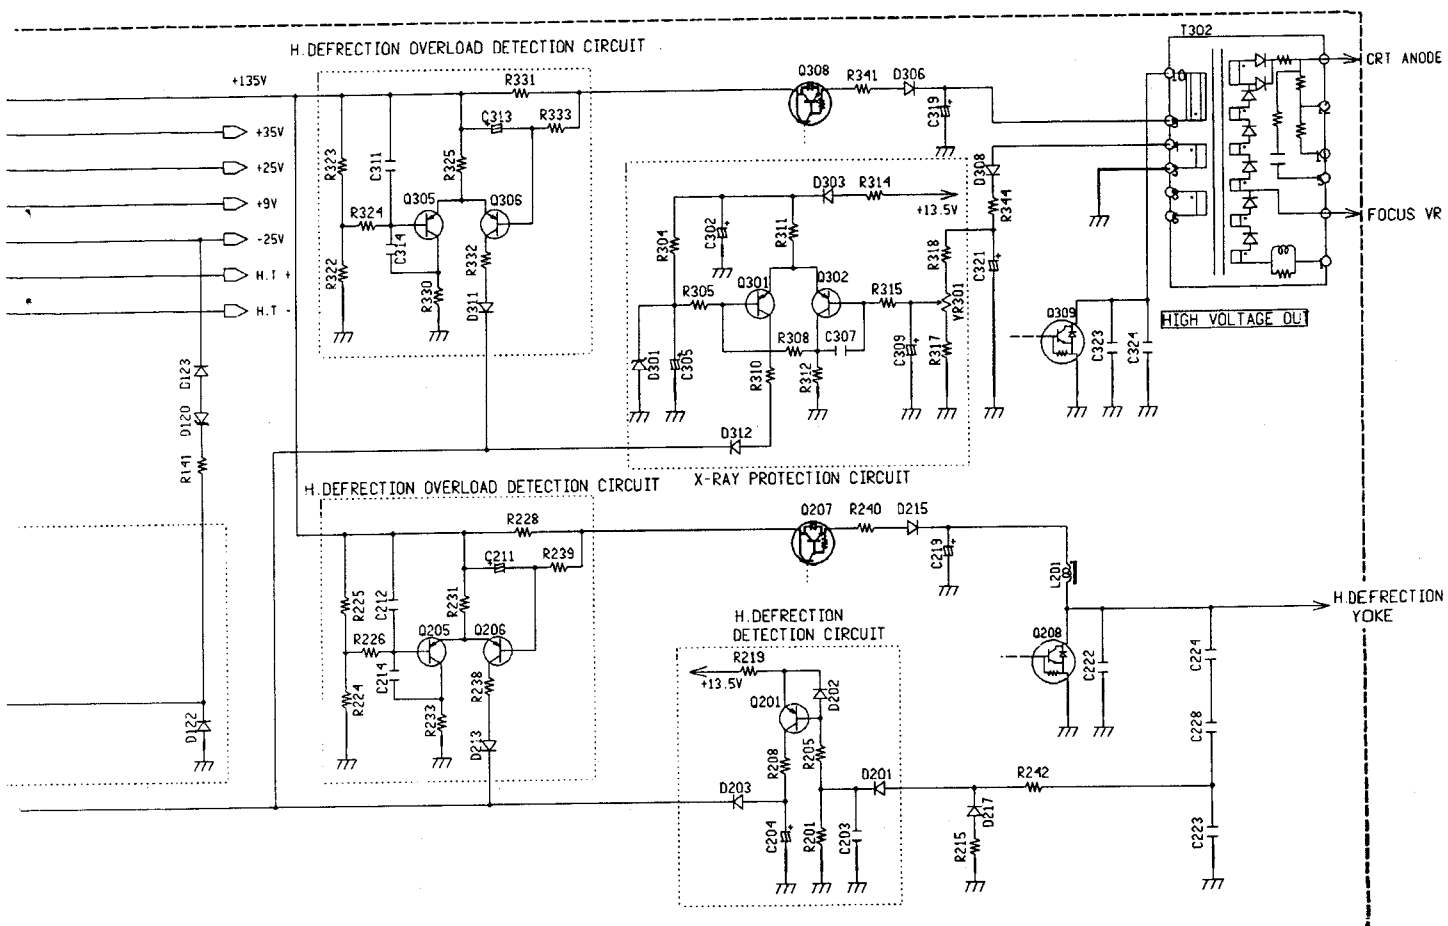 T302
H.DEFRECTION OVERLOAD DETECTION CIRCUIT
CRT ANODE
+135V
R331
Q308
R341
D306
10
+35V
C313
R333
C319
+25V
R323
C311
R325
D308
+9V
Q305
Q306
D303
R314
+13.5V
R344
FOCUS VR
R324
C314
R304
C302
R311
-25V
R322
R332
R318
C321
H.T +
R330
D311
R305
Q301
Q302
R315
VR301
H.T -
Q309
HIGH VOLTAGE OUT
R308
C307
C309
R317
C323
C324
D301
C305
R310
R312
D123
D120
D312
R141
X-RAY PROTECTION CIRCUIT
H.DEFRECTION OVERLOAD DETECTION CIRCUIT
R228
Q207
R240
D215
C211
R239
C219
L201
R225
C212
R231
H.DEFRECTION
YOKE
H.DEFRECTION
DETECTION CIRCUIT
R226
Q205
Q206
Q208
C224
R219
C222
R224
C214
R238
+13.5V
D202
Q201
R233
D213
D122
C228
R208
R205
D203
D201
R242
D217
C204
R201
C203
R215
C223